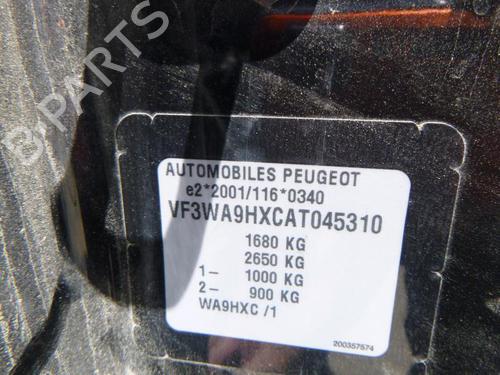 B-PARTS
AUTOMOBILES PEUGEOT
e2*2001/116*0340
VF3WA9HXCAT045310
1680 KG
2650 KG
1- 1000 KG
2- 900 KG
WA9HXC /1
200357574